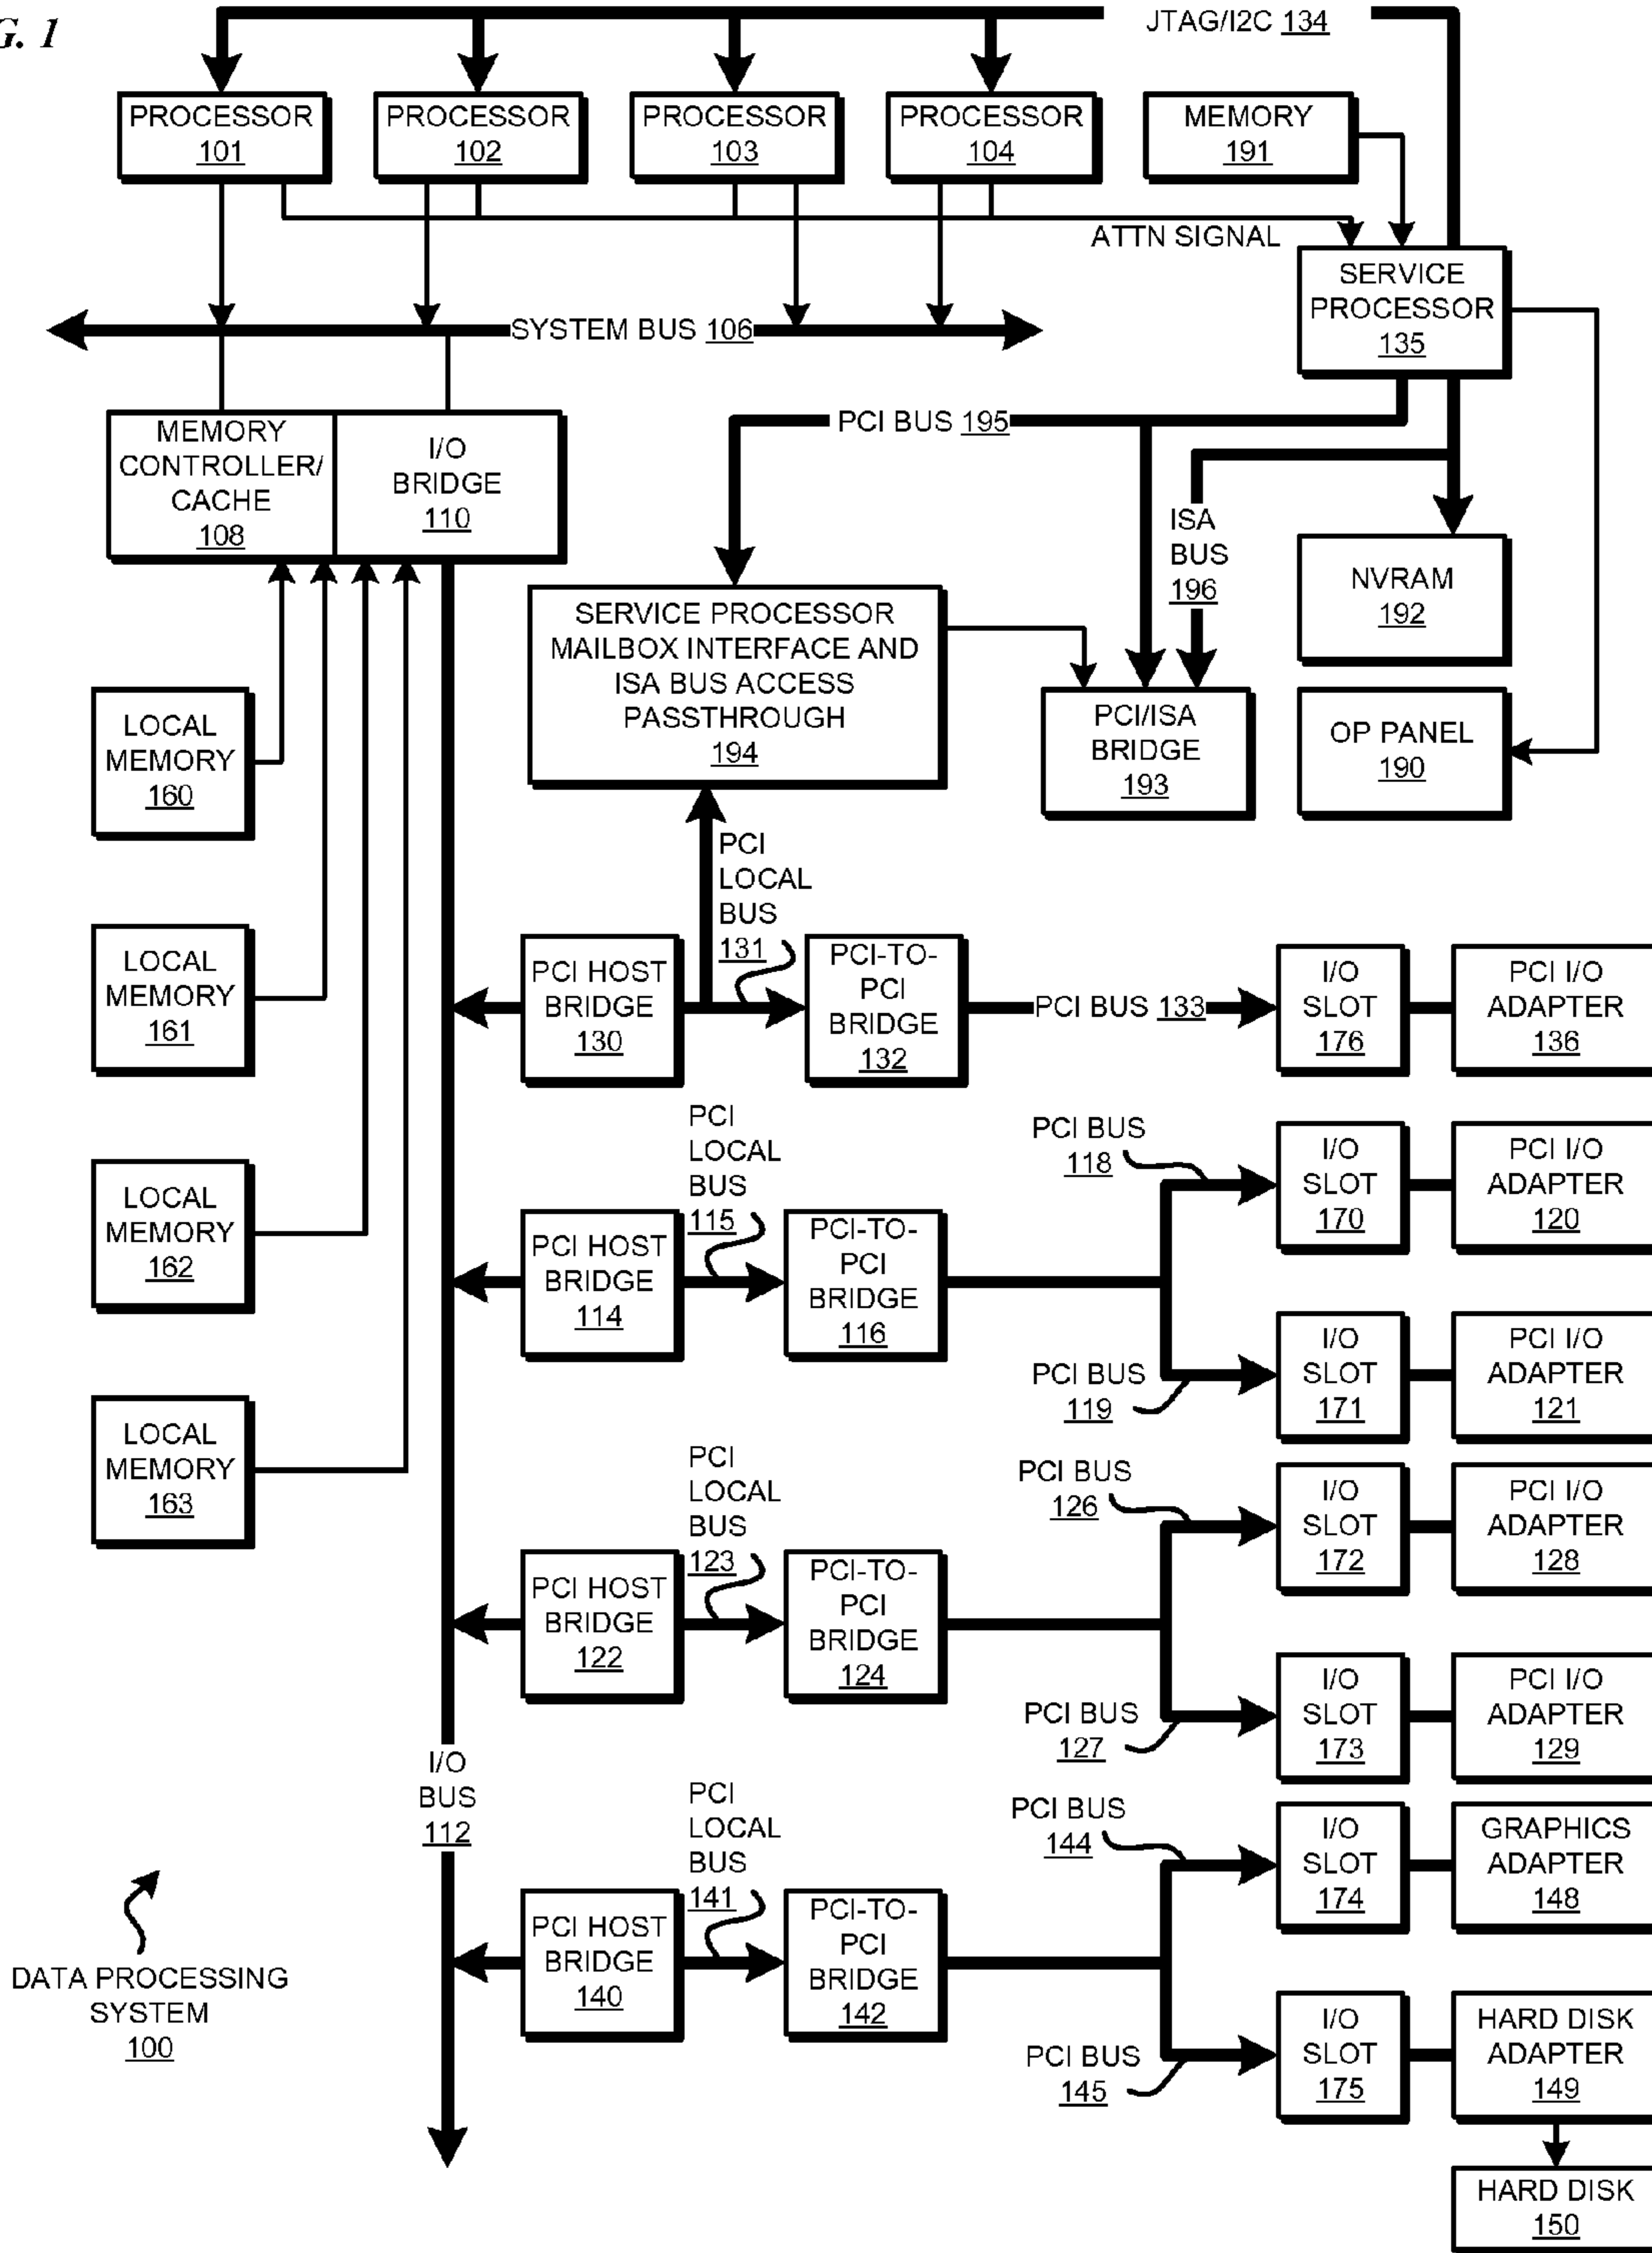 G. 1
JTAG/I2C 134
PROCESSOR
101
PROCESSOR
102
PROCESSOR
103
PROCESSOR
104
MEMORY
191
ATTN SIGNAL
SERVICE
PROCESSOR
135
SYSTEM BUS 106
MEMORY
CONTROLLER/
CACHE
108
I/O
BRIDGE
110
PCI BUS 195
ISA
BUS
196
NVRAM
192
SERVICE PROCESSOR
MAILBOX INTERFACE AND
ISA BUS ACCESS
PASSTHROUGH
194
PCI/ISA
BRIDGE
193
OP PANEL
190
LOCAL
MEMORY
160
LOCAL
MEMORY
161
LOCAL
MEMORY
162
LOCAL
MEMORY
163
PCI HOST
BRIDGE
130
PCI
LOCAL
BUS
131
PCI-TO-
PCI
BRIDGE
132
PCI BUS 133
I/O
SLOT
176
PCI I/O
ADAPTER
136
PCI HOST
BRIDGE
114
PCI
LOCAL
BUS
115
PCI-TO-
PCI
BRIDGE
116
PCI BUS
118
I/O
SLOT
170
PCI I/O
ADAPTER
120
PCI BUS
119
I/O
SLOT
171
PCI I/O
ADAPTER
121
PCI HOST
BRIDGE
122
PCI
LOCAL
BUS
123
PCI-TO-
PCI
BRIDGE
124
PCI BUS
126
I/O
SLOT
172
PCI I/O
ADAPTER
128
PCI BUS
127
I/O
SLOT
173
PCI I/O
ADAPTER
129
I/O
BUS
112
PCI HOST
BRIDGE
140
PCI
LOCAL
BUS
141
PCI-TO-
PCI
BRIDGE
142
PCI BUS
144
I/O
SLOT
174
GRAPHICS
ADAPTER
148
PCI BUS
145
I/O
SLOT
175
HARD DISK
ADAPTER
149
HARD DISK
150
DATA PROCESSING
SYSTEM
100